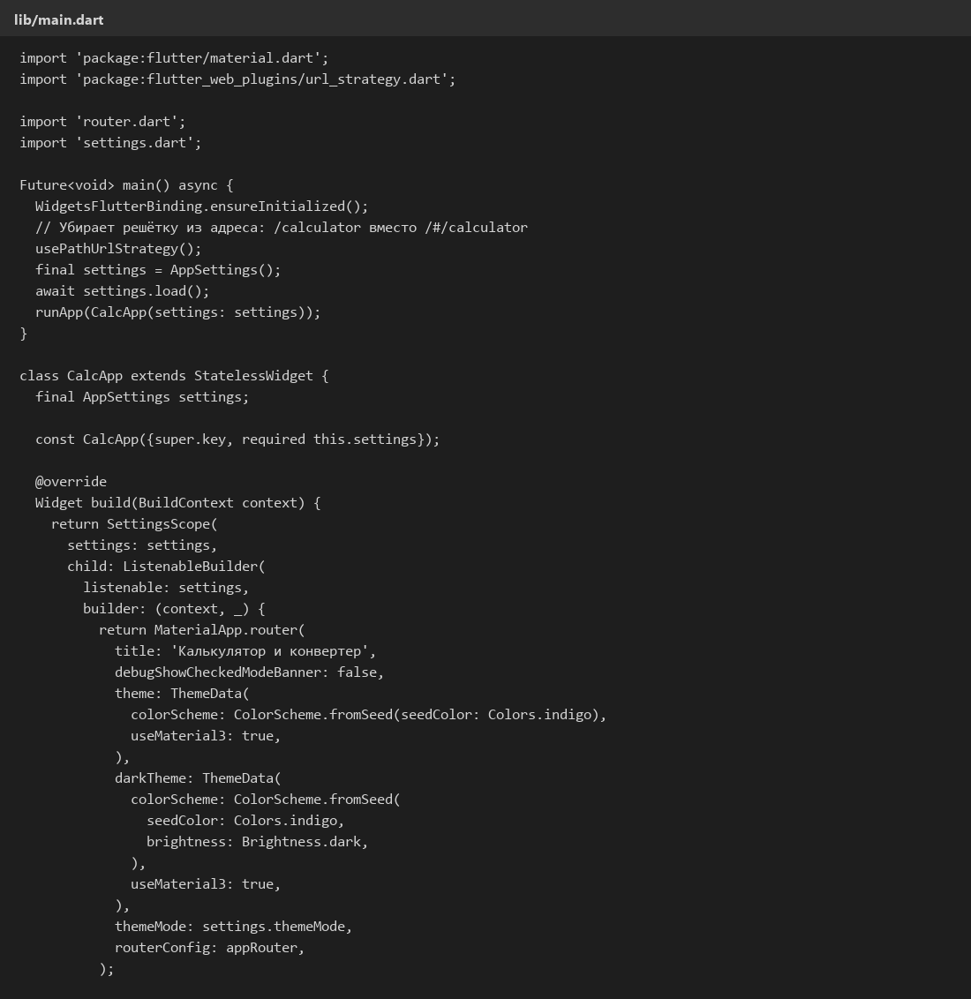 lib/main.dart
import 'package:flutter/material.dart';
import 'package:flutter_web_plugins/url_strategy.dart';

import 'router.dart';
import 'settings.dart';

Future<void> main() async {
  WidgetsFlutterBinding.ensureInitialized();
  // Убирает решётку из адреса: /calculator вместо /#/calculator
  usePathUrlStrategy();
  final settings = AppSettings();
  await settings.load();
  runApp(CalcApp(settings: settings));
}

class CalcApp extends StatelessWidget {
  final AppSettings settings;

  const CalcApp({super.key, required this.settings});

  @override
  Widget build(BuildContext context) {
    return SettingsScope(
      settings: settings,
      child: ListenableBuilder(
        listenable: settings,
        builder: (context, _) {
          return MaterialApp.router(
            title: 'Калькулятор и конвертер',
            debugShowCheckedModeBanner: false,
            theme: ThemeData(
              colorScheme: ColorScheme.fromSeed(seedColor: Colors.indigo),
              useMaterial3: true,
            ),
            darkTheme: ThemeData(
              colorScheme: ColorScheme.fromSeed(
                seedColor: Colors.indigo,
                brightness: Brightness.dark,
              ),
              useMaterial3: true,
            ),
            themeMode: settings.themeMode,
            routerConfig: appRouter,
          );